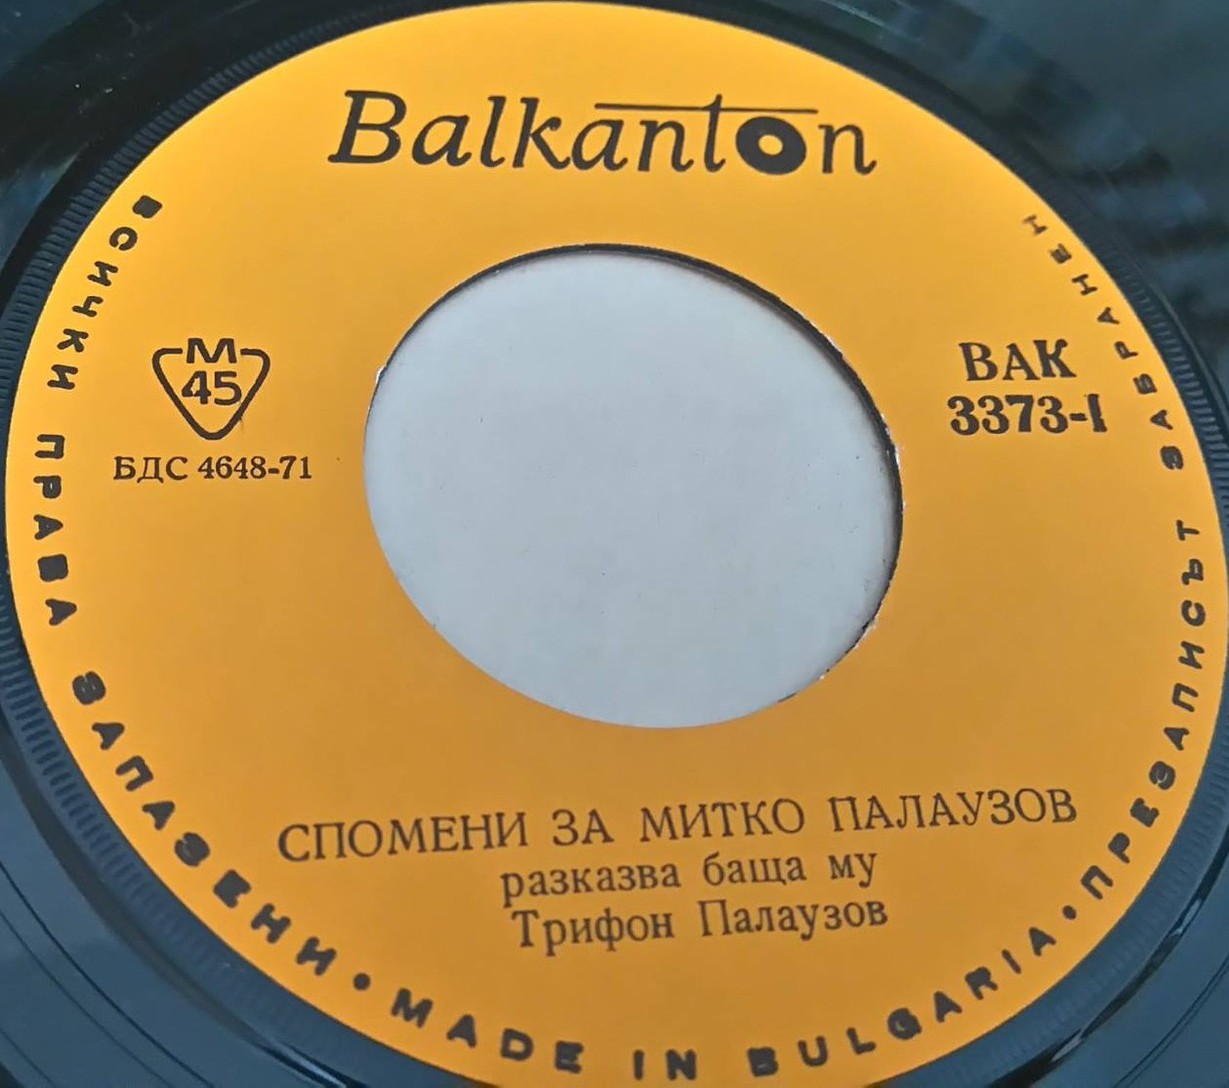 Balkanton
M
45
БДС 4648-71
ВАК
3373-I
СПОМЕНИ ЗА МИТКО ПАЛАУЗОВ
разказва баща му
Трифон Палаузов
ВСИЧКИ ПРАВА ЗАПАЗЕНИ • MADE IN BULGARIA • ПРЕЗАПИСЪТ ЗАБРАНЕН